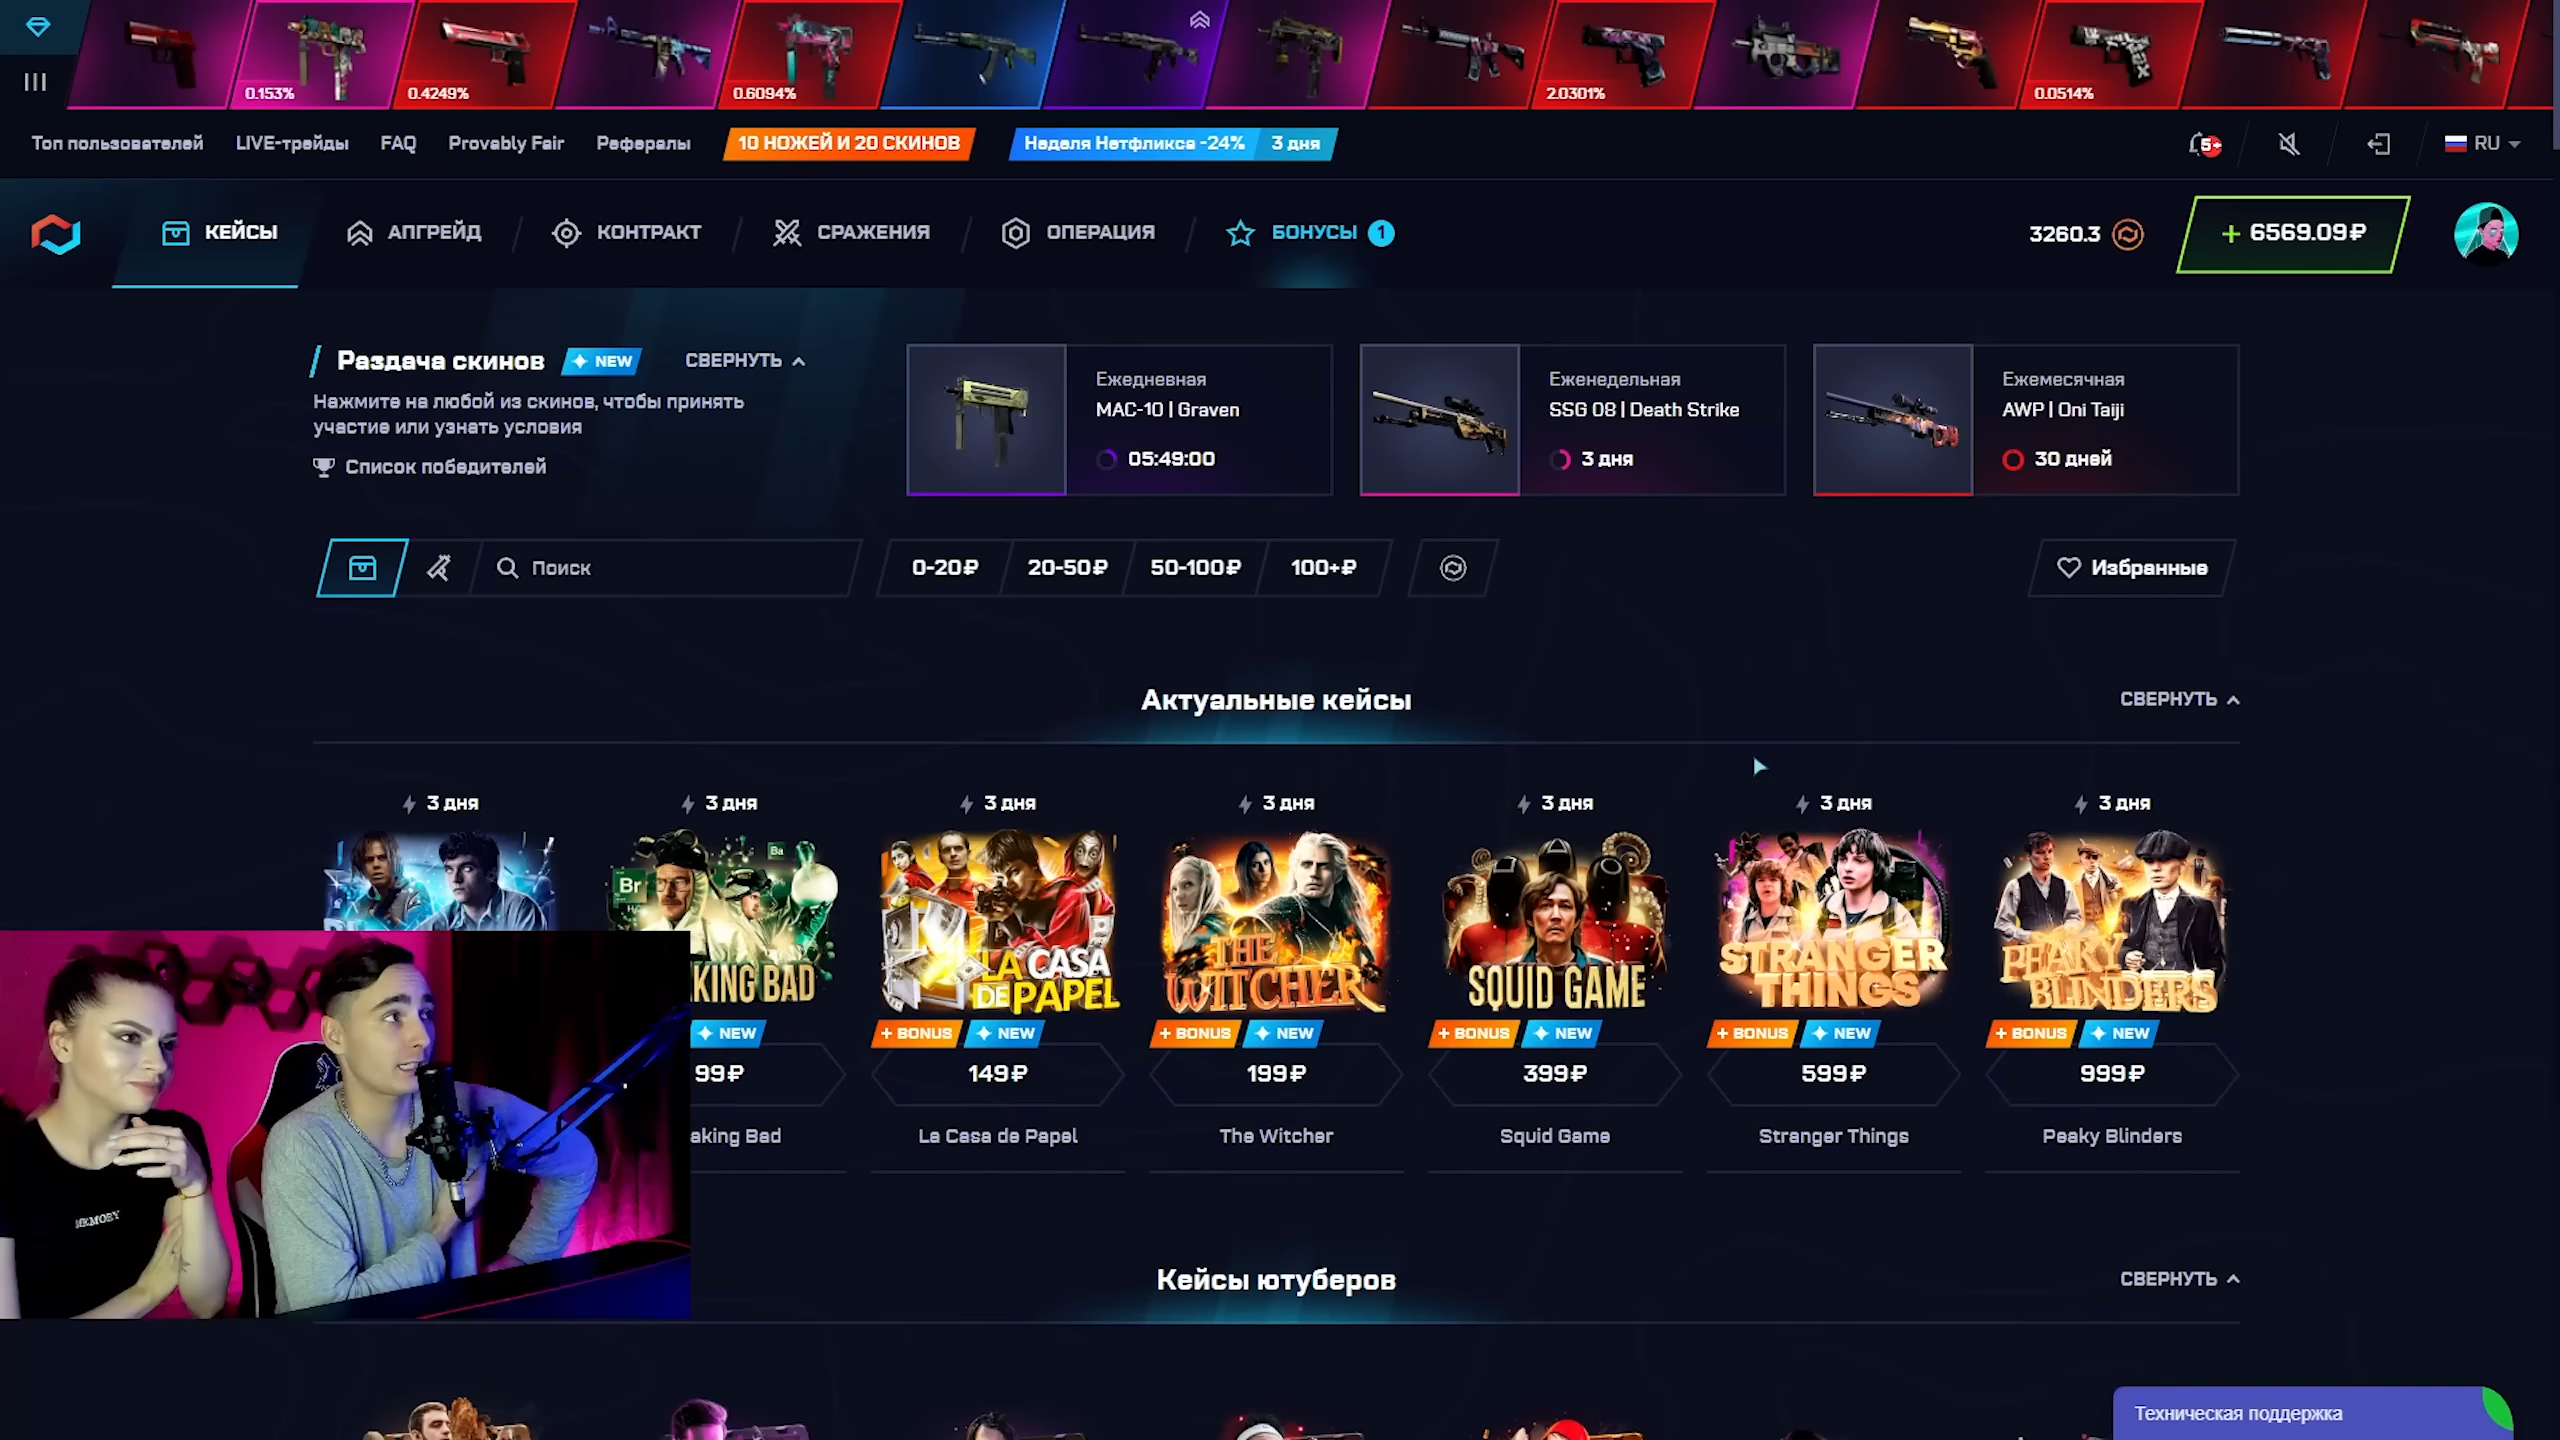 0.153%
0.4249%
0.6094%
2.0301%
0.0514%
Топ пользователей LIVE-трейды FAQ Provably Fair Рефералы 10 НОЖЕЙ И 20 СКИНОВ Неделя Нетфликса -24% 3 дня 5+ RU
КЕЙСЫ АПГРЕЙД КОНТРАКТ СРАЖЕНИЯ ОПЕРАЦИЯ БОНУСЫ 1 3260.3 + 6569.09₽
Раздача скинов NEW СВЕРНУТЬ
Нажмите на любой из скинов, чтобы принять
участие или узнать условия
Список победителей
Ежедневная
MAC-10 | Graven
05:49:00
Еженедельная
SSG 08 | Death Strike
3 дня
Ежемесячная
AWP | Oni Taiji
30 дней
Поиск 0-20₽ 20-50₽ 50-100₽ 100+₽ Избранные
Актуальные кейсы СВЕРНУТЬ
3 дня 3 дня 3 дня 3 дня 3 дня 3 дня 3 дня
Br
Ba
KING BAD
LA CASA
DE PAPEL
THE
WITCHER
SQUID GAME
STRANGER
THINGS
PEAKY
BLINDERS
NEW + BONUS NEW + BONUS NEW + BONUS NEW + BONUS NEW + BONUS NEW
99₽ 149₽ 199₽ 399₽ 599₽ 999₽
aking Bad La Casa de Papel The Witcher Squid Game Stranger Things Peaky Blinders
MEMORY
Кейсы ютуберов СВЕРНУТЬ
Техническая поддержка